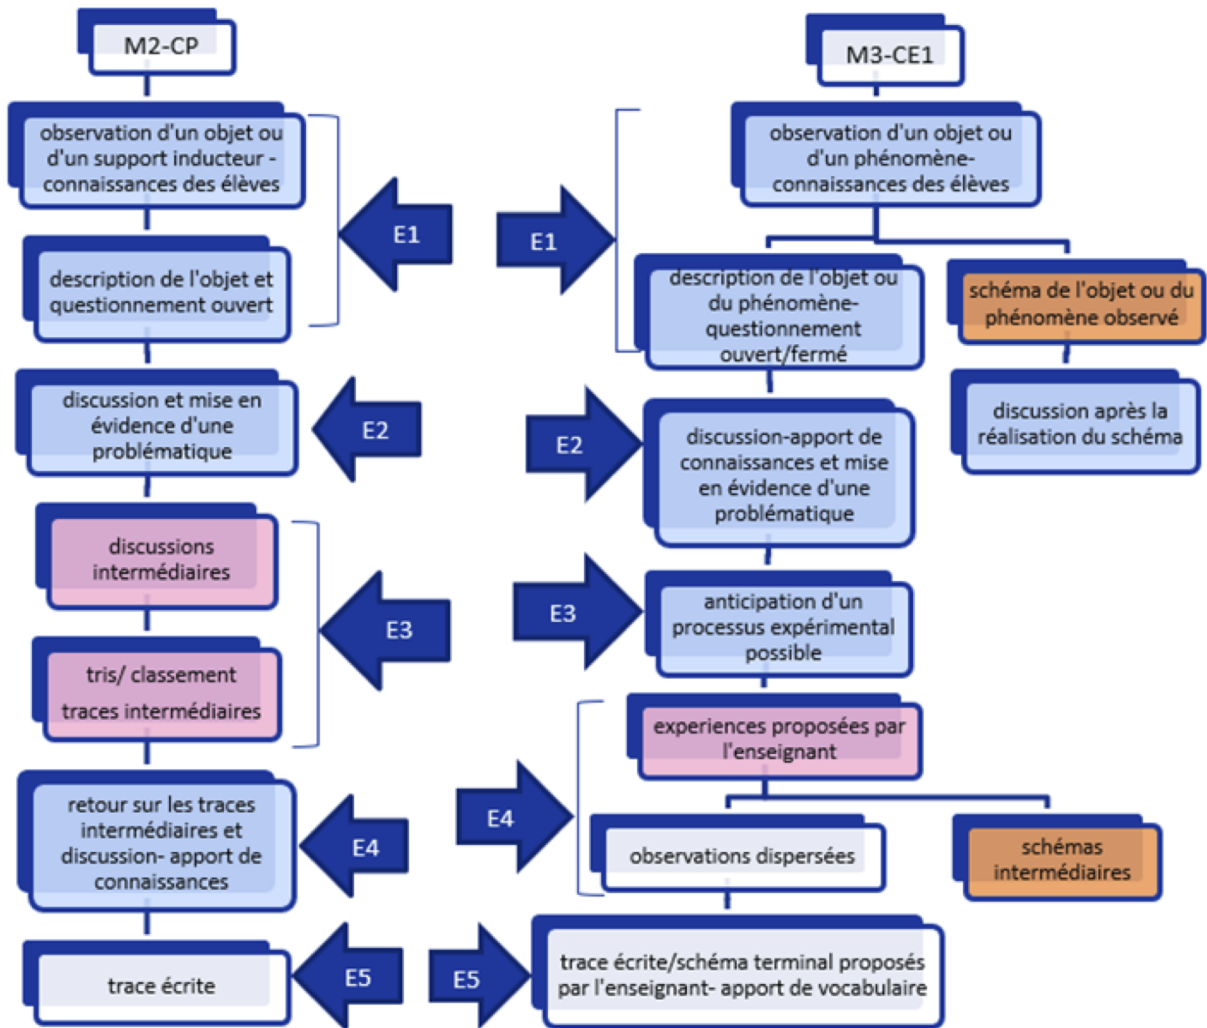 M2-CP
observation d'un objet ou
d'un support inducteur -
connaissances des élèves
description de l'objet et
questionnement ouvert
E1
discussion et mise en
évidence d'une
problématique
E2
discussions
intermédiaires
tris/ classement
traces intermédiaires
E3
retour sur les traces
intermédiaires et
discussion- apport de
connaissances
E4
trace écrite
E5
M3-CE1
observation d'un objet ou
d'un phénomène-
connaissances des élèves
E1
description de l'objet ou
du phénomène-
questionnement
ouvert/fermé
schéma de l'objet ou du
phénomène observé
discussion après la
réalisation du schéma
E2
discussion-apport de
connaissances et mise
en évidence d'une
problématique
E3
anticipation d'un
processus expérimental
possible
experiences proposées par
l'enseignant
E4
observations dispersées
schémas
intermédiaires
E5
trace écrite/schéma terminal proposés
par l'enseignant- apport de vocabulaire